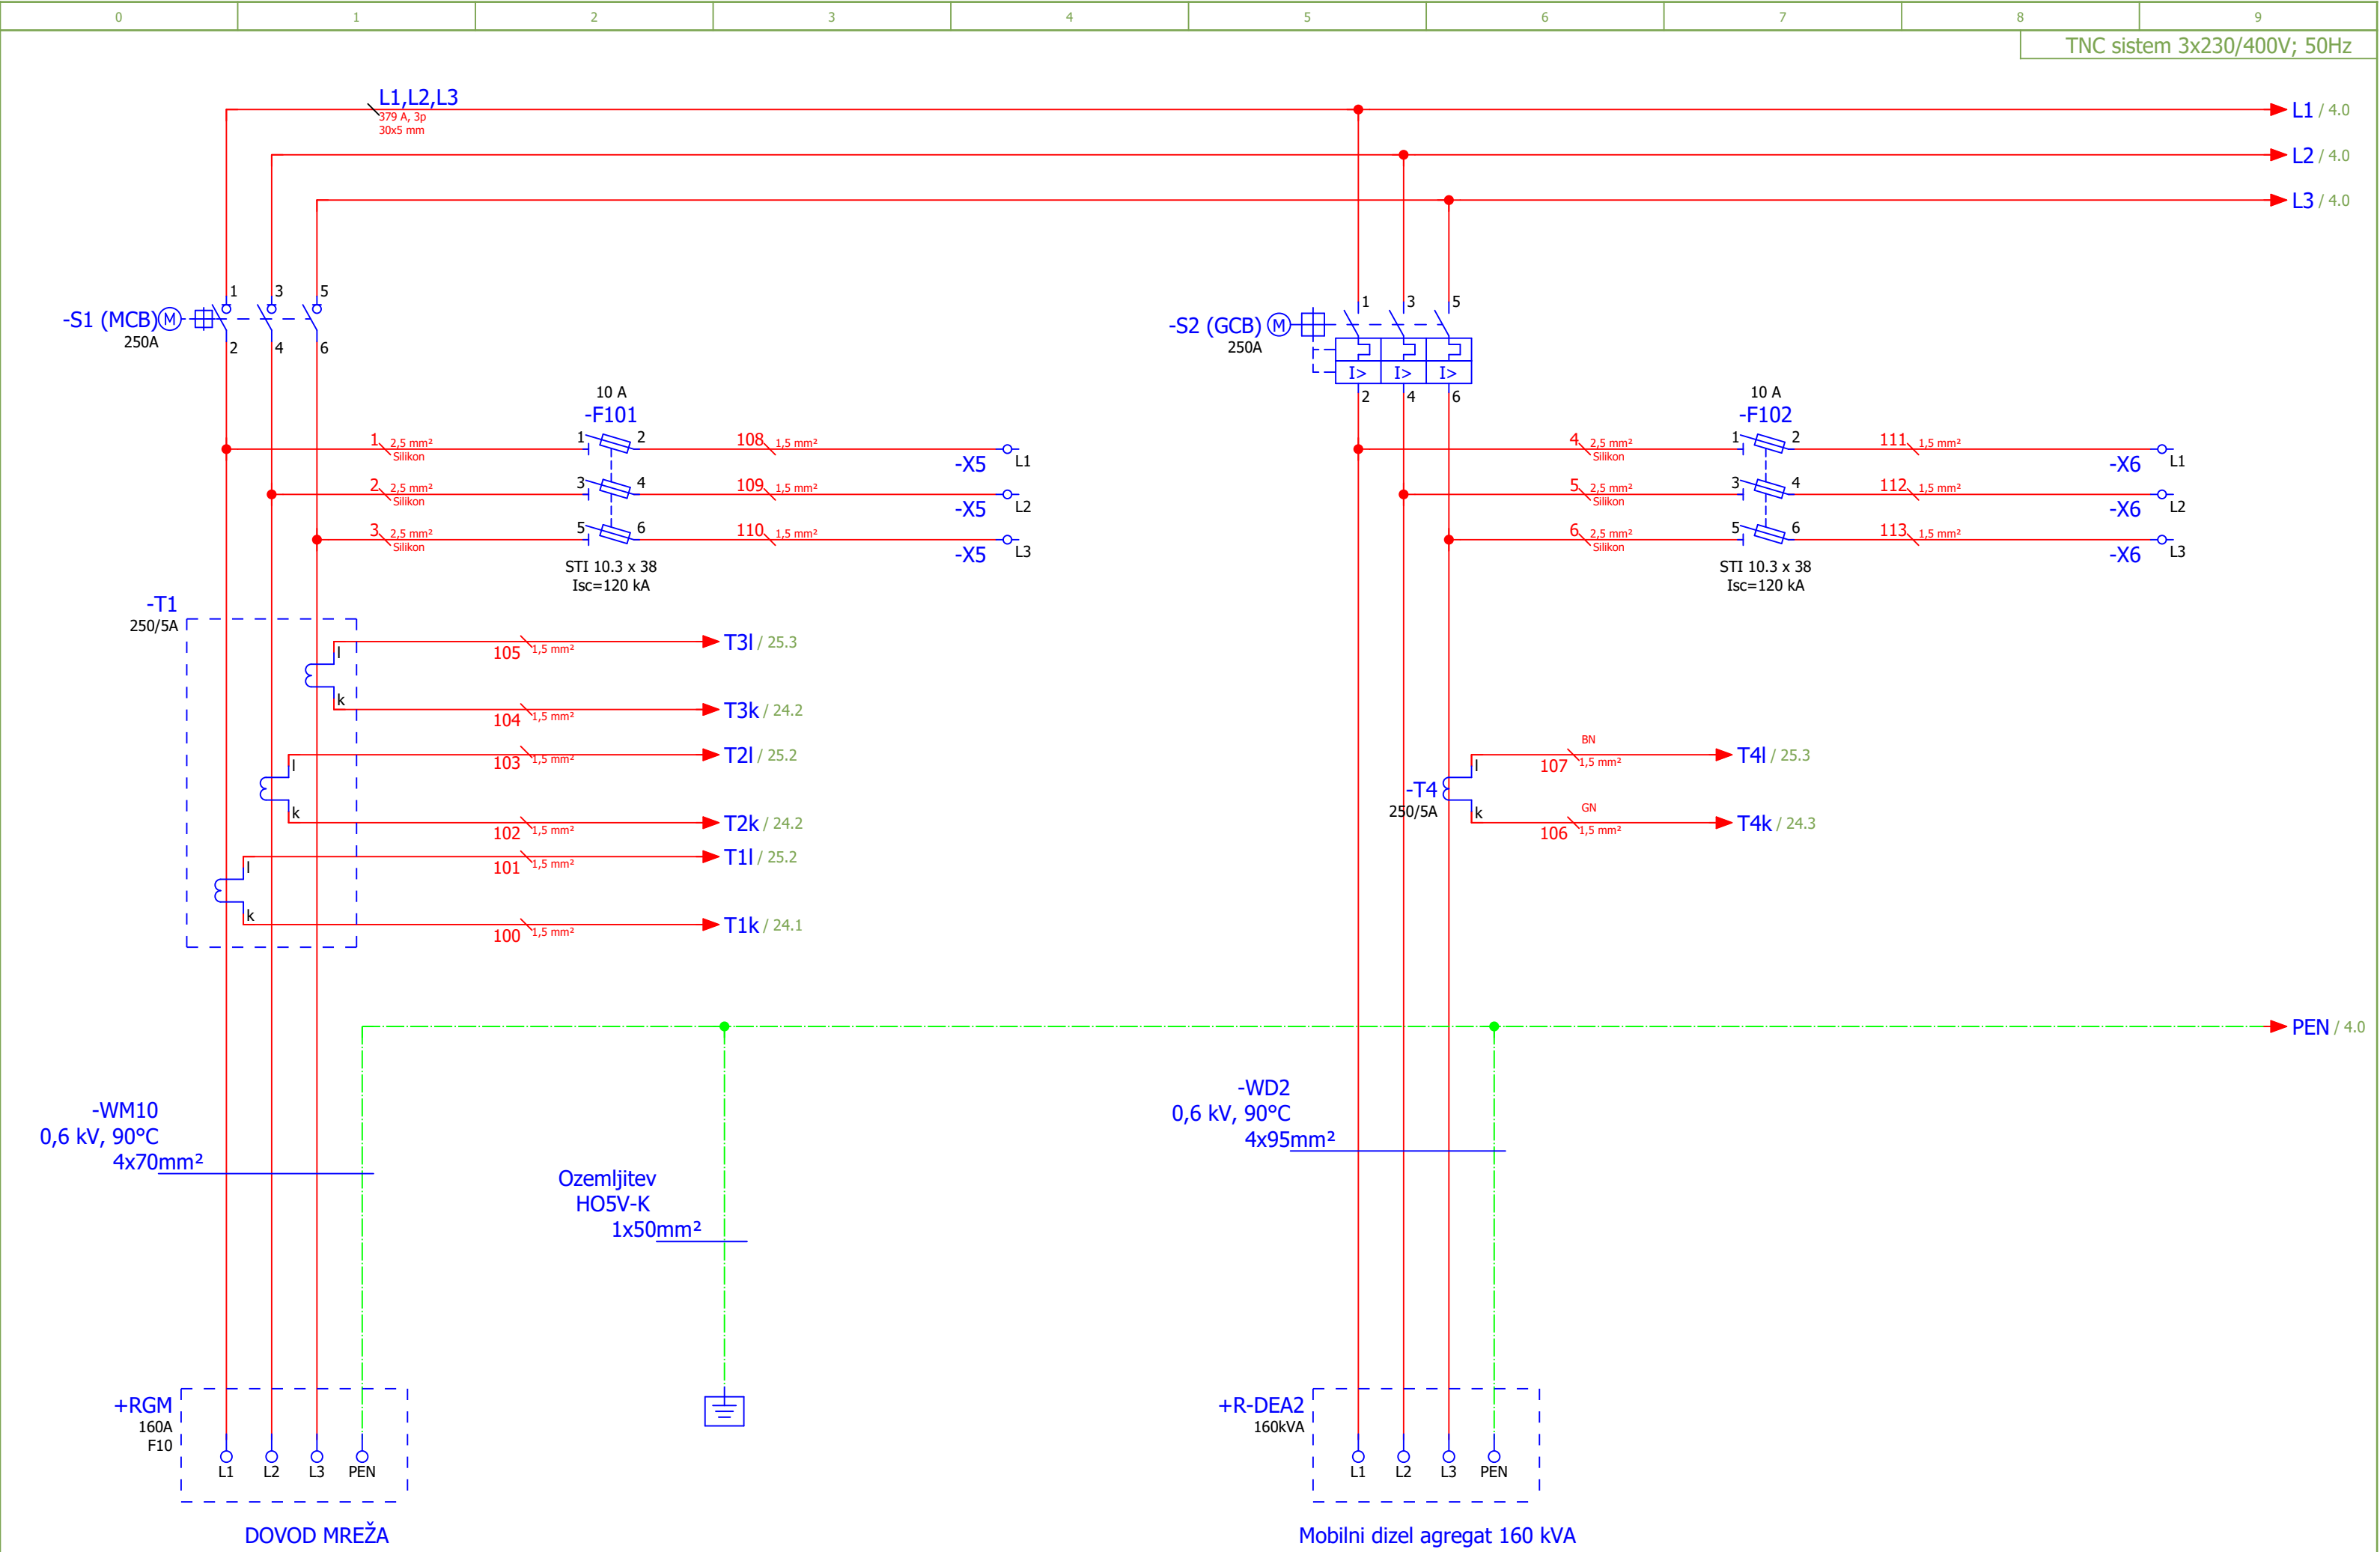 0 1 2 3 4 5 6 7 8 9
TNC sistem 3x230/400V; 50Hz
L1,L2,L3
379 A, 3p
30x5 mm
L1 / 4.0
L2 / 4.0
L3 / 4.0
1 3 5
-S1 (MCB) M
250A
2 4 6
1 3 5
-S2 (GCB) M
250A
I> I> I>
2 4 6
10 A
-F101
1 2,5 mm² Silikon 1 2 108 1,5 mm² -X5 L1
2 2,5 mm² Silikon 3 4 109 1,5 mm² -X5 L2
3 2,5 mm² Silikon 5 6 110 1,5 mm² -X5 L3
STI 10.3 x 38
Isc=120 kA
10 A
-F102
4 2,5 mm² Silikon 1 2 111 1,5 mm² -X6 L1
5 2,5 mm² Silikon 3 4 112 1,5 mm² -X6 L2
6 2,5 mm² Silikon 5 6 113 1,5 mm² -X6 L3
STI 10.3 x 38
Isc=120 kA
-T1
250/5A
l 105 1,5 mm² T3l / 25.3
k 104 1,5 mm² T3k / 24.2
l 103 1,5 mm² T2l / 25.2
k 102 1,5 mm² T2k / 24.2
l 101 1,5 mm² T1l / 25.2
k 100 1,5 mm² T1k / 24.1
-T4
250/5A
l BN 107 1,5 mm² T4l / 25.3
k GN 106 1,5 mm² T4k / 24.3
PEN / 4.0
-WM10
0,6 kV, 90°C
4x70mm²
Ozemljitev
HO5V-K
1x50mm²
-WD2
0,6 kV, 90°C
4x95mm²
+RGM
160A
F10
L1 L2 L3 PEN
DOVOD MREŽA
+R-DEA2
160kVA
L1 L2 L3 PEN
Mobilni dizel agregat 160 kVA